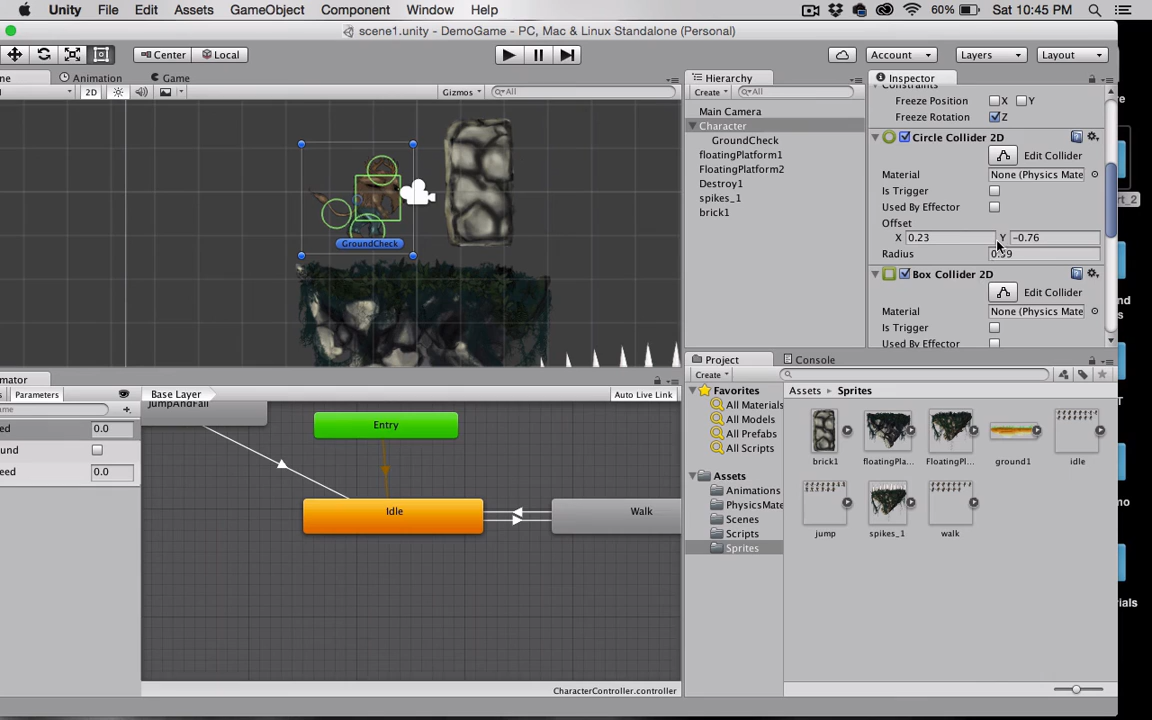 Unity File Edit Assets GameObject Component Window Help 60% Sat 10:45 PM
scene1.unity - DemoGame - PC, Mac & Linux Standalone (Personal)
Center Local Account Layers Layout
Animation Game Hierarchy Inspector
2D Gizmos All Create All
Freeze Position X Y
Main Camera
Freeze Rotation Z
Character
Circle Collider 2D
GroundCheck
Edit Collider
floatingPlatform1
Material None (Physics Mate
FloatingPlatform2
Is Trigger
Destroy1
spikes_1
Used By Effector
brick1
Offset
X 0.23 Y -0.76
GroundCheck
Radius
Box Collider 2D
Edit Collider
Material None (Physics Mate
Is Trigger
Used By Effector
Project Console
Create
Parameters Base Layer Auto Live Link
Favorites Assets Sprites
All Materials
All Models
All Prefabs
All Scripts
brick1 floatingPla... FloatingPl... ground1 idle
Assets
Animations
PhysicsMate
Scenes
Scripts
Sprites
jump spikes_1 walk
JumpAndFall
0.0
0.0
Entry
Idle
Walk
CharacterController.controller